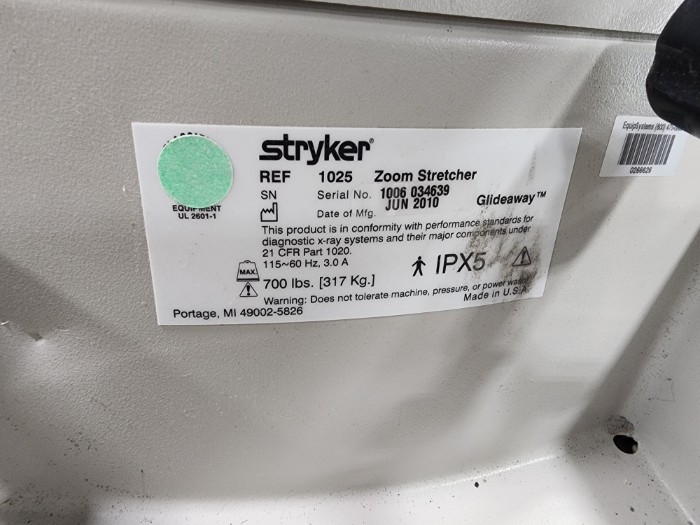 stryker®
REF 1025 Zoom Stretcher
SN Serial No. 1006 034639
Date of Mfg. JUN 2010 Glideaway™
EQUIPMENT
UL 2601-1
This product is in conformity with performance standards for
diagnostic x-ray systems and their major components under
21 CFR Part 1020.
115~60 Hz, 3.0 A
IPX5
MAX
700 lbs. [317 Kg.]
Warning: Does not tolerate machine, pressure, or power
Made in U.S.A.
Portage, MI 49002-5826
EquipSystems (833)
0266626